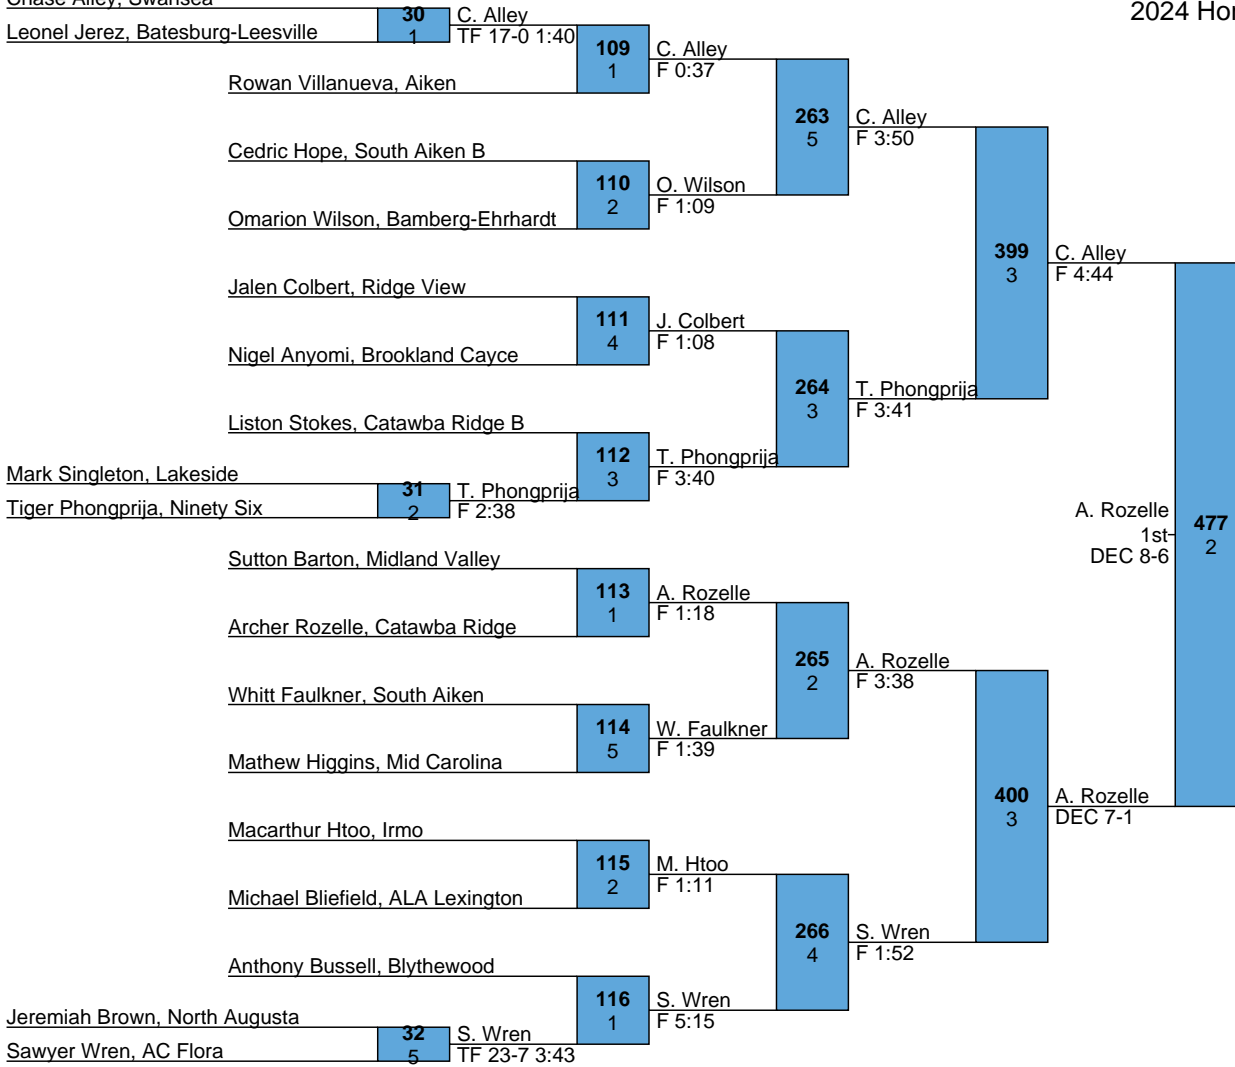 Chase Alley, Swansea
2024 Hor
Leonel Jerez, Batesburg-Leesville
30
1
C. Alley
TF 17-0 1:40
109
1
C. Alley
F 0:37
Rowan Villanueva, Aiken
263
5
C. Alley
F 3:50
Cedric Hope, South Aiken B
110
2
O. Wilson
F 1:09
Omarion Wilson, Bamberg-Ehrhardt
399
3
C. Alley
F 4:44
Jalen Colbert, Ridge View
111
4
J. Colbert
F 1:08
Nigel Anyomi, Brookland Cayce
264
3
T. Phongprija
F 3:41
Liston Stokes, Catawba Ridge B
112
3
T. Phongprija
F 3:40
Mark Singleton, Lakeside
31
2
T. Phongprija
F 2:38
Tiger Phongprija, Ninety Six
A. Rozelle
1st
DEC 8-6
477
2
Sutton Barton, Midland Valley
113
1
A. Rozelle
F 1:18
Archer Rozelle, Catawba Ridge
265
2
A. Rozelle
F 3:38
Whitt Faulkner, South Aiken
114
5
W. Faulkner
F 1:39
Mathew Higgins, Mid Carolina
400
3
A. Rozelle
DEC 7-1
Macarthur Htoo, Irmo
115
2
M. Htoo
F 1:11
Michael Bliefield, ALA Lexington
266
4
S. Wren
F 1:52
Anthony Bussell, Blythewood
116
1
S. Wren
F 5:15
Jeremiah Brown, North Augusta
32
5
S. Wren
TF 23-7 3:43
Sawyer Wren, AC Flora